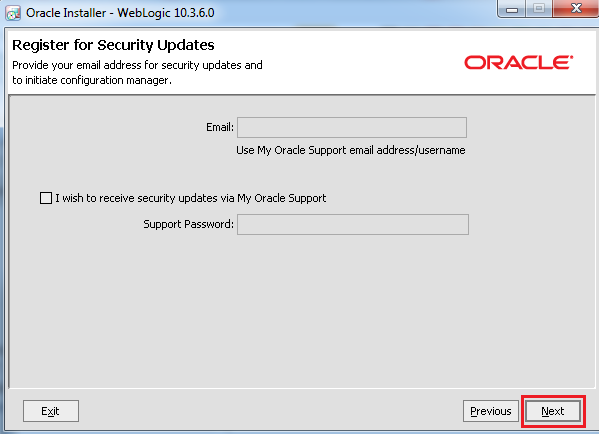 Oracle Installer - WebLogic 10.3.6.0
Register for Security Updates
Provide your email address for security updates and
to initiate configuration manager.
ORACLE®
Email:
Use My Oracle Support email address/username
I wish to receive security updates via My Oracle Support
Support Password:
Exit
Previous
Next